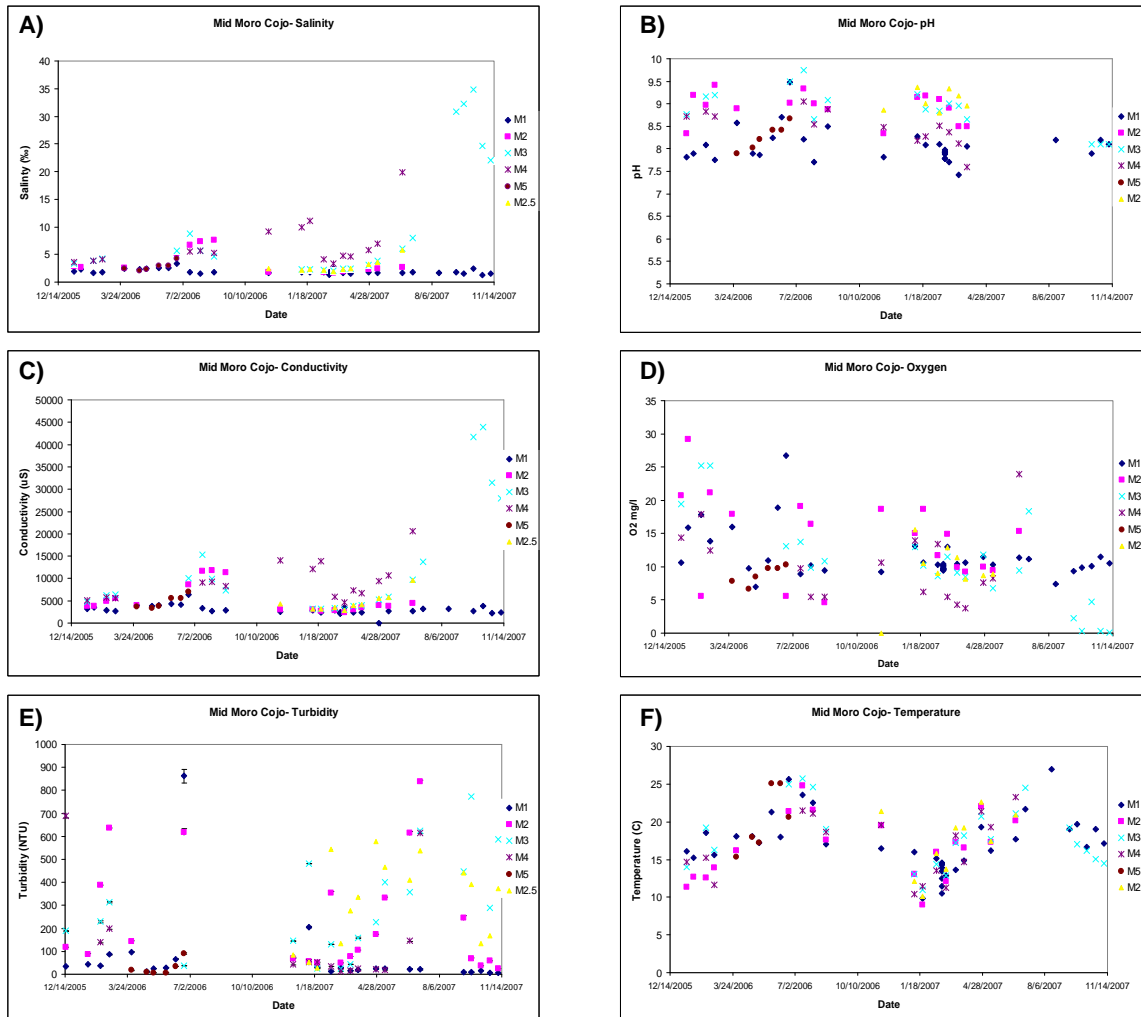 A)
Mid Moro Cojo- Salinity
40
35
30
25
20
15
10
5
0
Salinity (‰)
12/14/2005 3/24/2006 7/2/2006 10/10/2006 1/18/2007 4/28/2007 8/6/2007 11/14/2007
Date
M1
M2
M3
M4
M5
M2.5
B)
Mid Moro Cojo- pH
10
9.5
9
8.5
8
7.5
7
6.5
6
5.5
5
pH
12/14/2005 3/24/2006 7/2/2006 10/10/2006 1/18/2007 4/28/2007 8/6/2007 11/14/2007
Date
M1
M2
M3
M4
M5
M2
C)
Mid Moro Cojo- Conductivity
50000
45000
40000
35000
30000
25000
20000
15000
10000
5000
0
Conductivity (uS)
12/14/2005 3/24/2006 7/2/2006 10/10/2006 1/18/2007 4/28/2007 8/6/2007 11/14/2007
Date
M1
M2
M3
M4
M5
M2.5
D)
Mid Moro Cojo- Oxygen
35
30
25
20
15
10
5
0
O2 mg/l
12/14/2005 3/24/2006 7/2/2006 10/10/2006 1/18/2007 4/28/2007 8/6/2007 11/14/2007
Date
M1
M2
M3
M4
M5
M2
E)
Mid Moro Cojo- Turbidity
1000
900
800
700
600
500
400
300
200
100
0
Turbidity (NTU)
12/14/2005 3/24/2006 7/2/2006 10/10/2006 1/18/2007 4/28/2007 8/6/2007 11/14/2007
Date
M1
M2
M3
M4
M5
M2.5
F)
Mid Moro Cojo- Temperature
30
25
20
15
10
5
0
Temperature (C)
12/14/2005 3/24/2006 7/2/2006 10/10/2006 1/18/2007 4/28/2007 8/6/2007 11/14/2007
Date
M1
M2
M3
M4
M5
M2